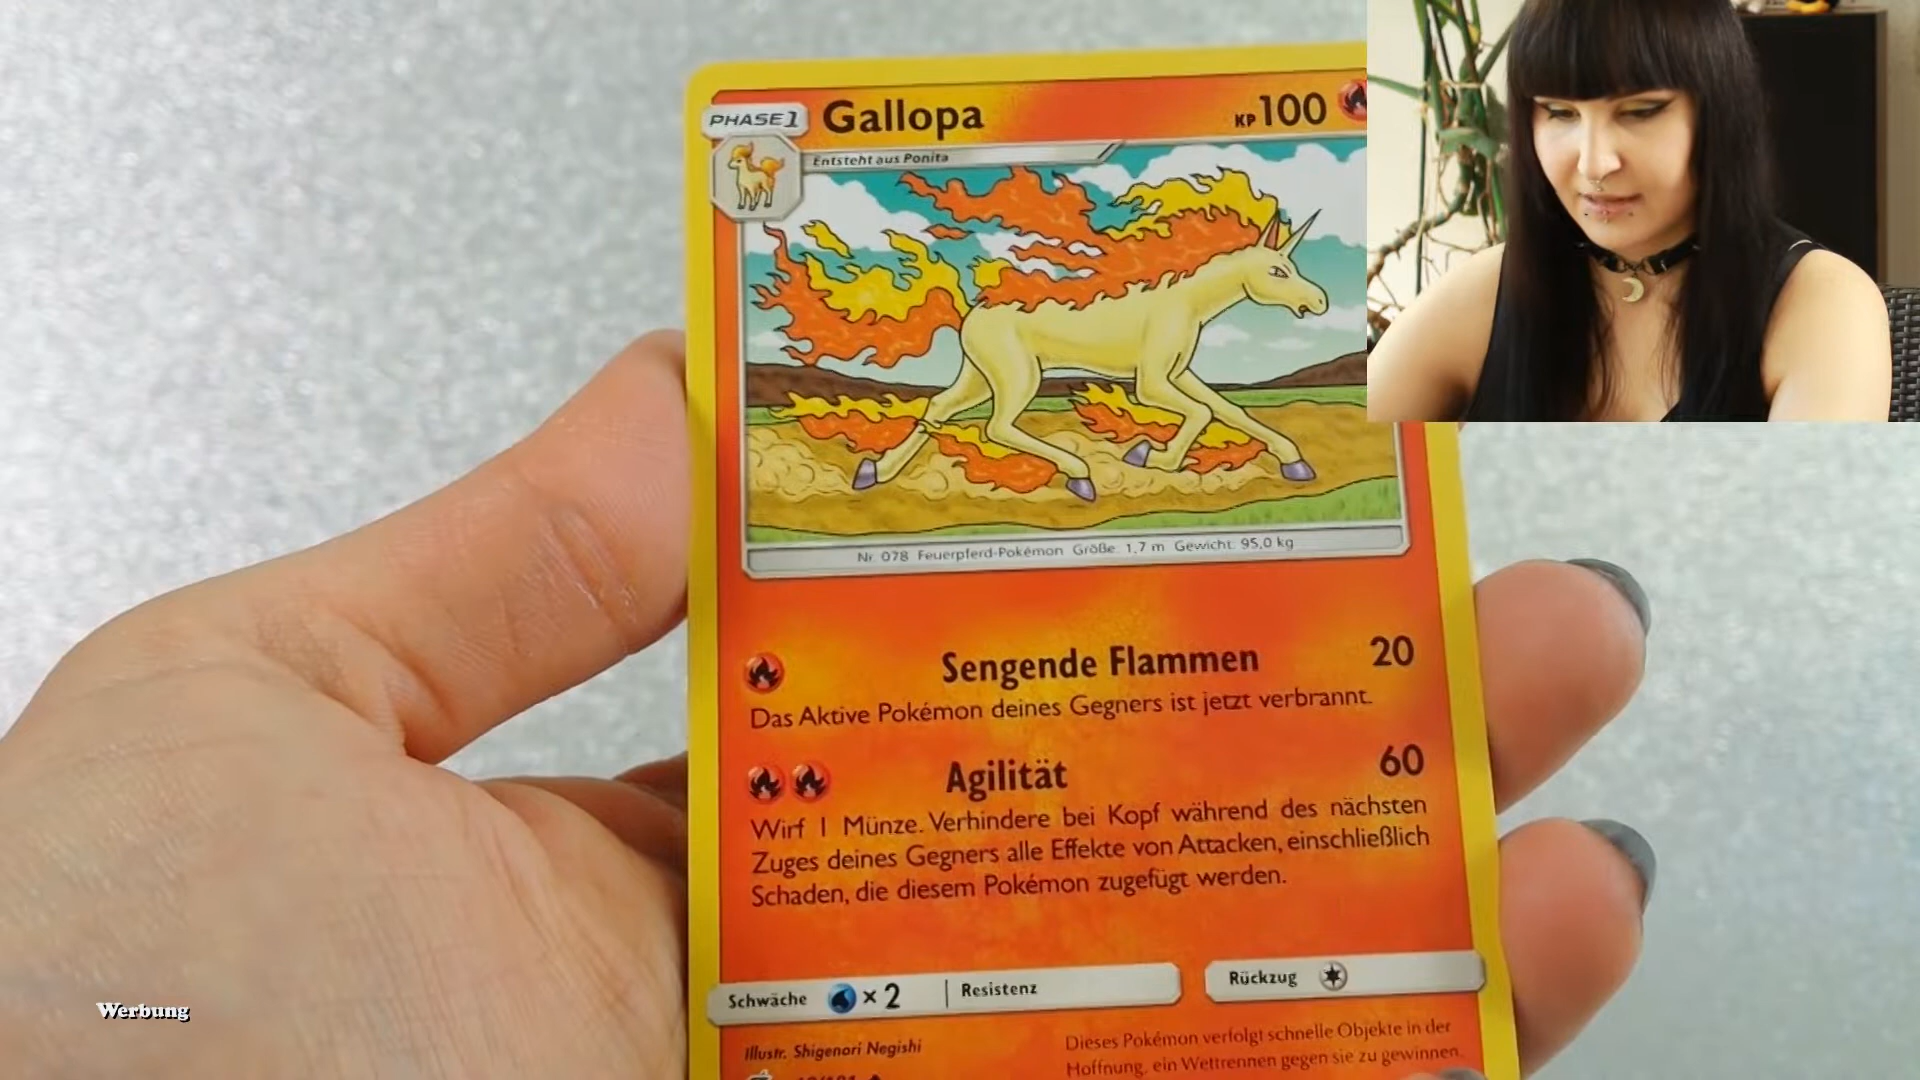 PHASE 1
Gallopa
KP 100
Entsteht aus Ponita
Nr. 078 Feuerpferd-Pokémon Größe: 1,7 m Gewicht: 95,0 kg
Sengende Flammen 20
Das Aktive Pokémon deines Gegners ist jetzt verbrannt.
Agilität 60
Wirf 1 Münze. Verhindere bei Kopf während des nächsten
Zuges deines Gegners alle Effekte von Attacken, einschließlich
Schaden, die diesem Pokémon zugefügt werden.
Schwäche ×2 Resistenz
Rückzug
Illustr. Shigenori Negishi
Dieses Pokémon verfolgt schnelle Objekte in der
Hoffnung, ein Wettrennen gegen sie zu gewinnen.
Werbung